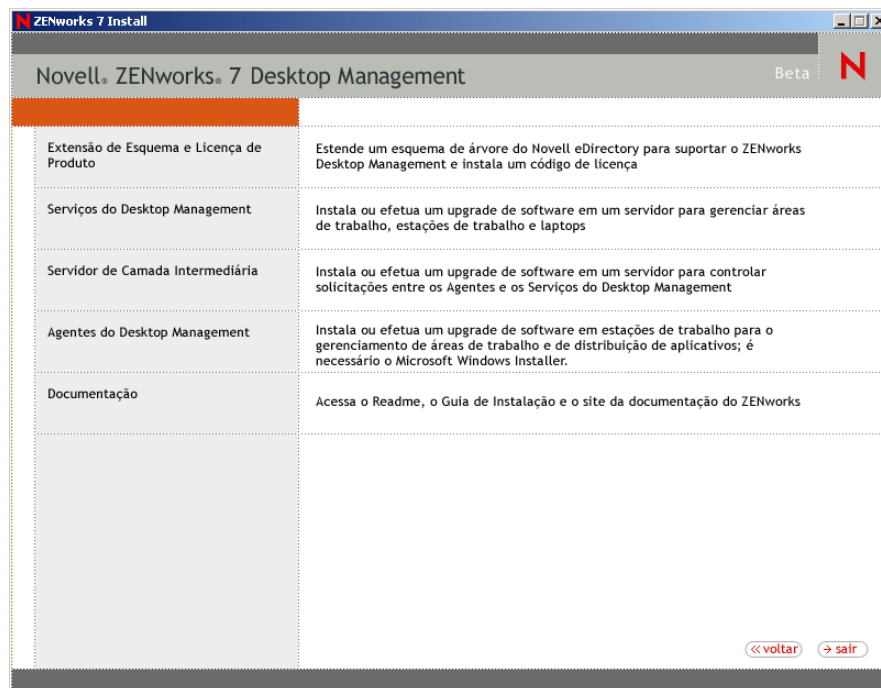 N ZENworks 7 Install
Novell® ZENworks® 7 Desktop Management
Beta
N
Extensão de Esquema e Licença de
Produto
Estende um esquema de árvore do Novell eDirectory para suportar o ZENworks
Desktop Management e instala um código de licença
Serviços do Desktop Management
Instala ou efetua um upgrade de software em um servidor para gerenciar áreas
de trabalho, estações de trabalho e laptops
Servidor de Camada Intermediária
Instala ou efetua um upgrade de software em um servidor para controlar
solicitações entre os Agentes e os Serviços do Desktop Management
Agentes do Desktop Management
Instala ou efetua um upgrade de software em estações de trabalho para o
gerenciamento de áreas de trabalho e de distribuição de aplicativos; é
necessário o Microsoft Windows Installer.
Documentação
Acessa o Readme, o Guia de Instalação e o site da documentação do ZENworks
« voltar
→ sair